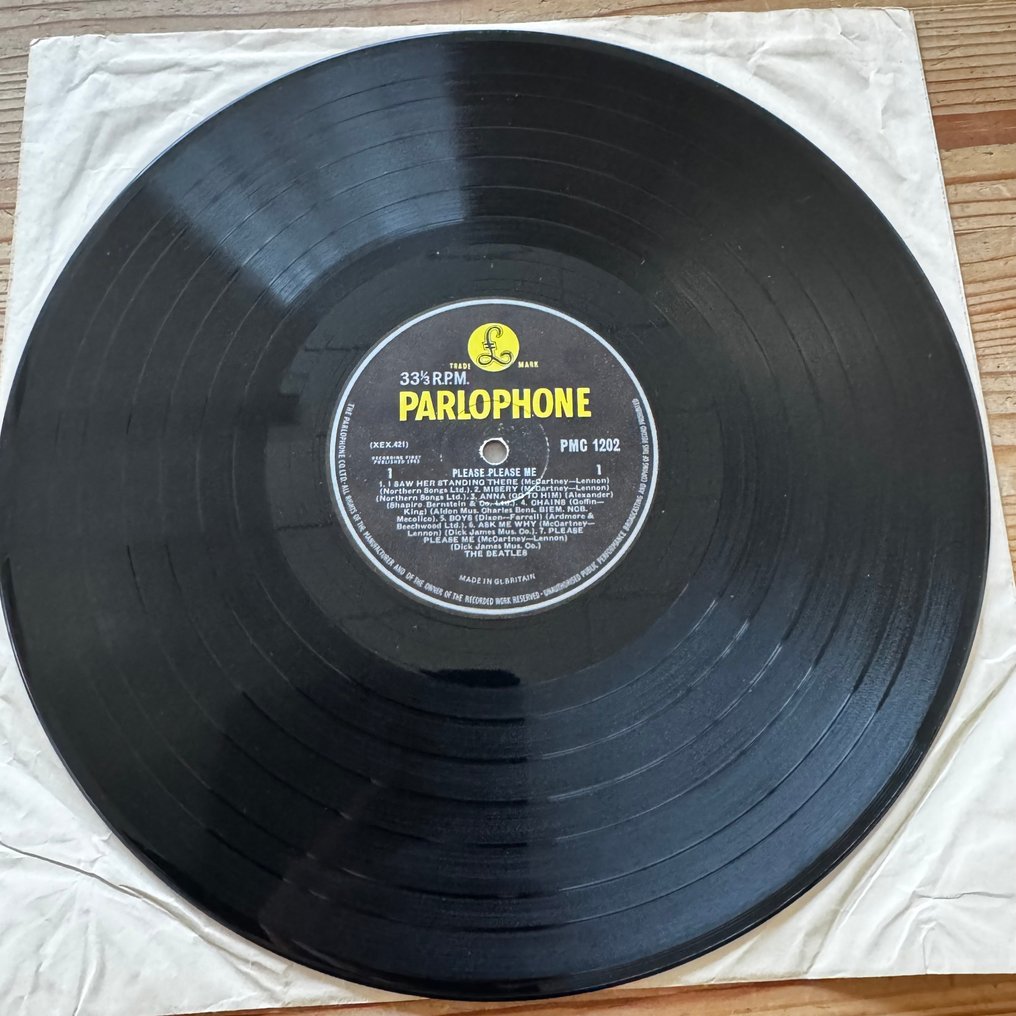 £
TRADE MARK
33⅓ R.P.M.
PARLOPHONE
(XEX.421)
PMC 1202
RECORDING FIRST
PUBLISHED 1963
1
PLEASE PLEASE ME
1
1. I SAW HER STANDING THERE (McCartney—Lennon)
(Northern Songs Ltd.). 2. MISERY (McCartney—Lennon)
(Northern Songs Ltd.). 3. ANNA (GO TO HIM) (Alexander)
(Shapiro Bernstein & Co. Ltd.). 4. CHAINS (Goffin—
King) (Aldon Mus. Charles Bens. BIEM. NCB.
Mecolico). 5. BOYS (Dixon—Farrell) (Ardmore &
Beechwood Ltd.). 6. ASK ME WHY (McCartney—
Lennon) (Dick James Mus. Co.). 7. PLEASE
PLEASE ME (McCartney—Lennon)
(Dick James Mus. Co.)
THE BEATLES
MADE IN GT. BRITAIN
THE PARLOPHONE CO. LTD. · ALL RIGHTS OF THE MANUFACTURER AND OF THE OWNER OF THE RECORDED WORK RESERVED · UNAUTHORISED PUBLIC PERFORMANCE BROADCASTING AND COPYING OF THIS RECORD PROHIBITED